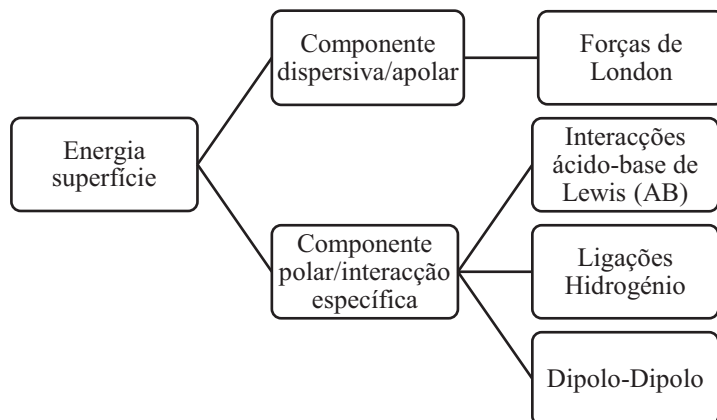 Energia
superfície
Componente
dispersiva/apolar
Forças de
London
Componente
polar/interacção
específica
Interacções
ácido-base de
Lewis (AB)
Ligações
Hidrogénio
Dipolo-Dipolo